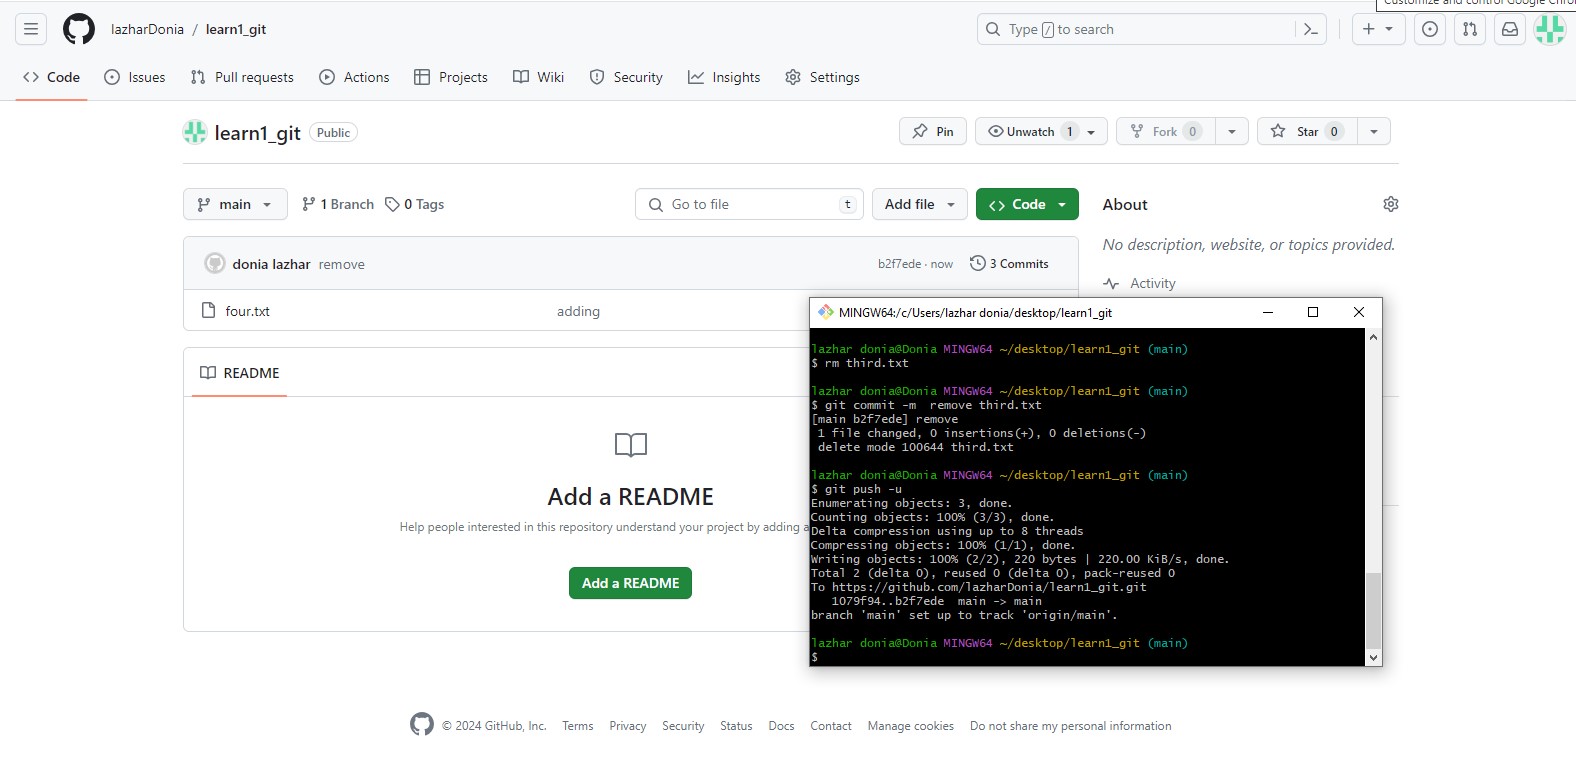 Customize and control Google Chro
lazharDonia / learn1_git
Type / to search
Code
Issues
Pull requests
Actions
Projects
Wiki
Security
Insights
Settings
learn1_git Public
Pin
Unwatch 1
Fork 0
Star 0
main
1 Branch
0 Tags
Go to file t
Add file
Code
About
No description, website, or topics provided.
donia lazhar remove
b2f7ede · now
3 Commits
Activity
four.txt
adding
README
Add a README
Help people interested in this repository understand your project by adding a
Add a README
MINGW64:/c/Users/lazhar donia/desktop/learn1_git
lazhar donia@Donia MINGW64 ~/desktop/learn1_git (main)
$ rm third.txt
lazhar donia@Donia MINGW64 ~/desktop/learn1_git (main)
$ git commit -m  remove third.txt
[main b2f7ede] remove
 1 file changed, 0 insertions(+), 0 deletions(-)
 delete mode 100644 third.txt
lazhar donia@Donia MINGW64 ~/desktop/learn1_git (main)
$ git push -u
Enumerating objects: 3, done.
Counting objects: 100% (3/3), done.
Delta compression using up to 8 threads
Compressing objects: 100% (1/1), done.
Writing objects: 100% (2/2), 220 bytes | 220.00 KiB/s, done.
Total 2 (delta 0), reused 0 (delta 0), pack-reused 0
To https://github.com/lazharDonia/learn1_git.git
   1079f94..b2f7ede  main -> main
branch 'main' set up to track 'origin/main'.
lazhar donia@Donia MINGW64 ~/desktop/learn1_git (main)
$
© 2024 GitHub, Inc. Terms Privacy Security Status Docs Contact Manage cookies Do not share my personal information